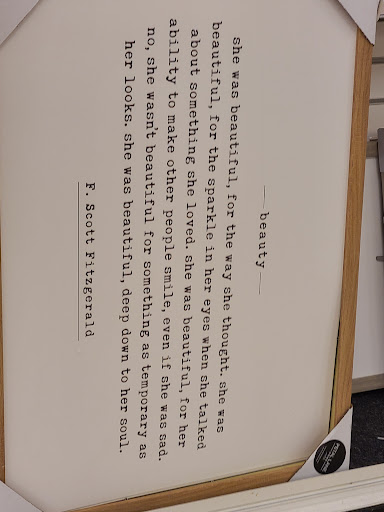 — beauty —
she was beautiful, for the way she thought. she was
beautiful, for the sparkle in her eyes when she talked
about something she loved. she was beautiful, for her
ability to make other people smile, even if she was sad.
no, she wasn't beautiful for something as temporary as
her looks. she was beautiful, deep down to her soul.
F. Scott Fitzgerald